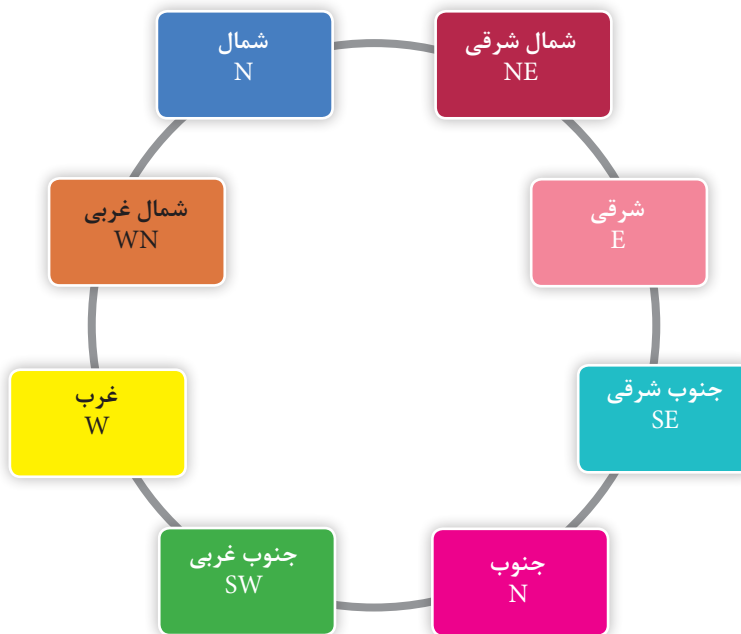 شمال
N
شمال شرقی
NE
شرقی
E
جنوب شرقی
SE
جنوب
N
جنوب غربی
SW
غرب
W
شمال غربی
WN